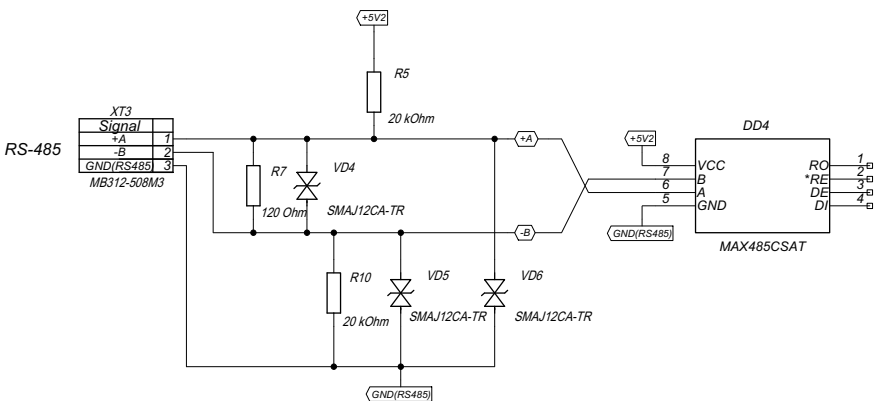 +5V2
R5
20 kOhm
XT3
Signal
+A 1
-B 2
GND(RS485) 3
MB312-508M3
RS-485
R7
120 Ohm
VD4
SMAJ12CA-TR
+A
-B
R10
20 kOhm
VD5
SMAJ12CA-TR
VD6
SMAJ12CA-TR
GND(RS485)
+5V2
GND(RS485)
DD4
8 VCC RO 1
7 B *RE 2
6 A DE 3
5 GND DI 4
MAX485CSAT